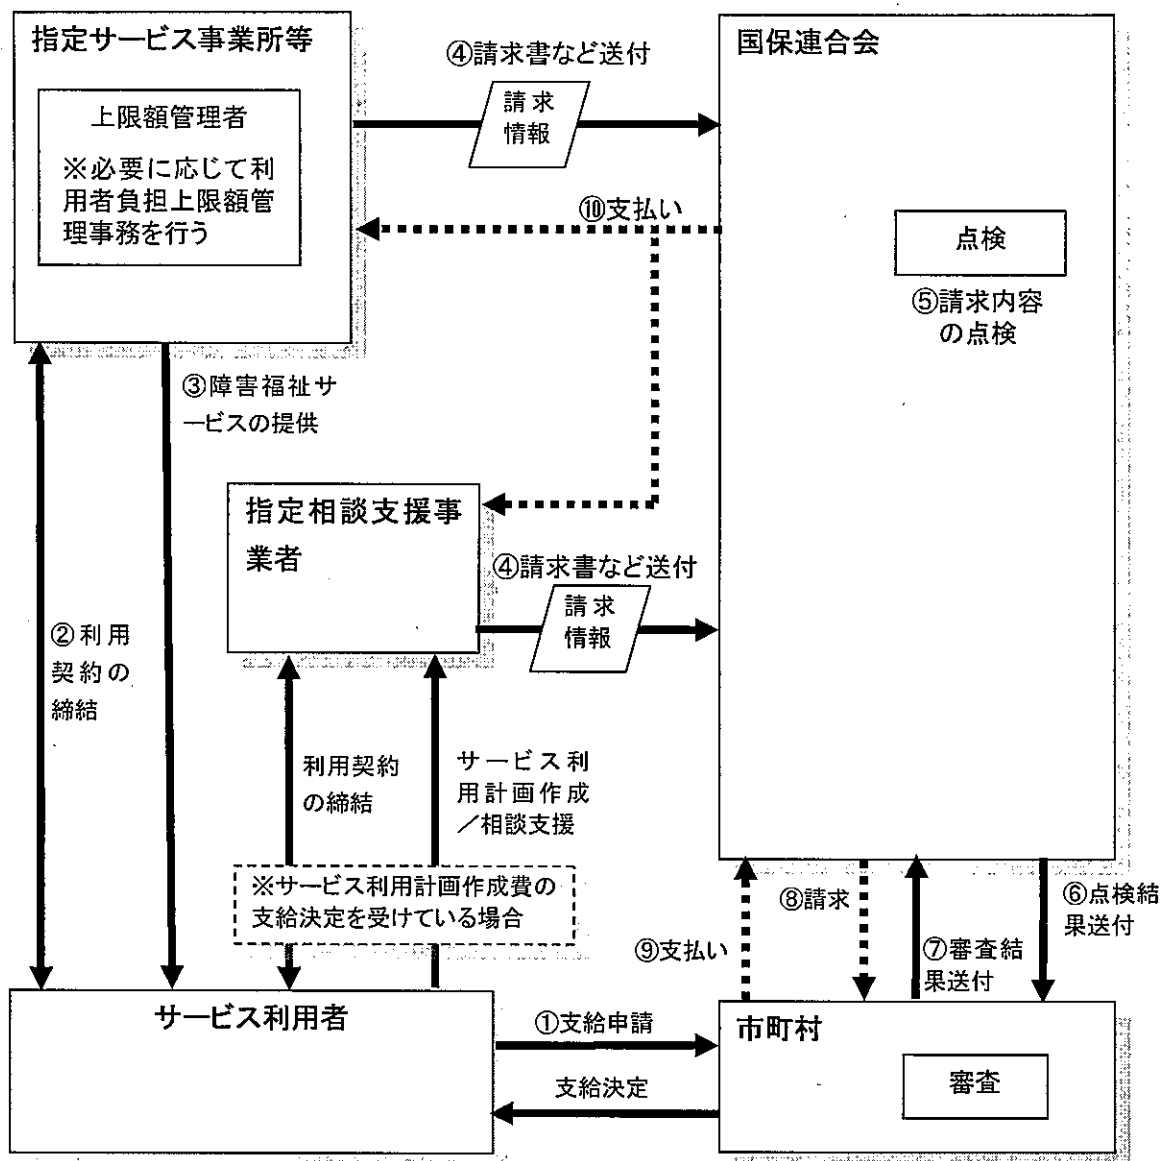 指定サービス事業所等
上限額管理者
※必要に応じて利
用者負担上限額管
理事務を行う
④請求書など送付
請求
情報
国保連合会
⑩支払い
点検
⑤請求内容
の点検
③障害福祉サ
ービスの提供
指定相談支援事
業者
④請求書など送付
請求
情報
②利用
契約の
締結
利用契約
の締結
サービス利
用計画作成
／相談支援
※サービス利用計画作成費の
支給決定を受けている場合
⑨支払い
⑧請求
⑦審査結
果送付
⑥点検結
果送付
サービス利用者
①支給申請
支給決定
市町村
審査